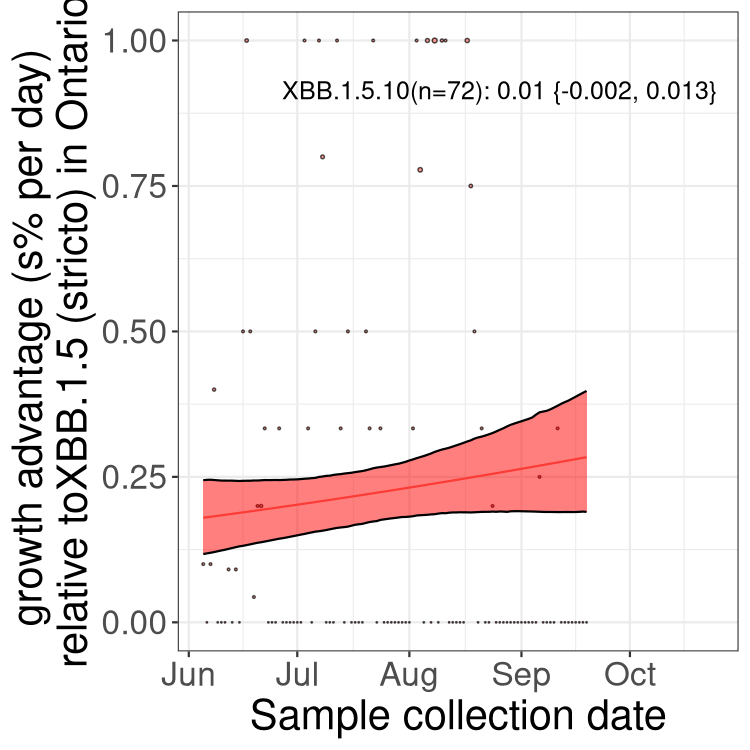 growth advantage (s% per day)
relative toXBB.1.5 (stricto) in Ontario
1.00
0.75
0.50
0.25
0.00
XBB.1.5.10(n=72): 0.01 {-0.002, 0.013}
Jun Jul Aug Sep Oct
Sample collection date